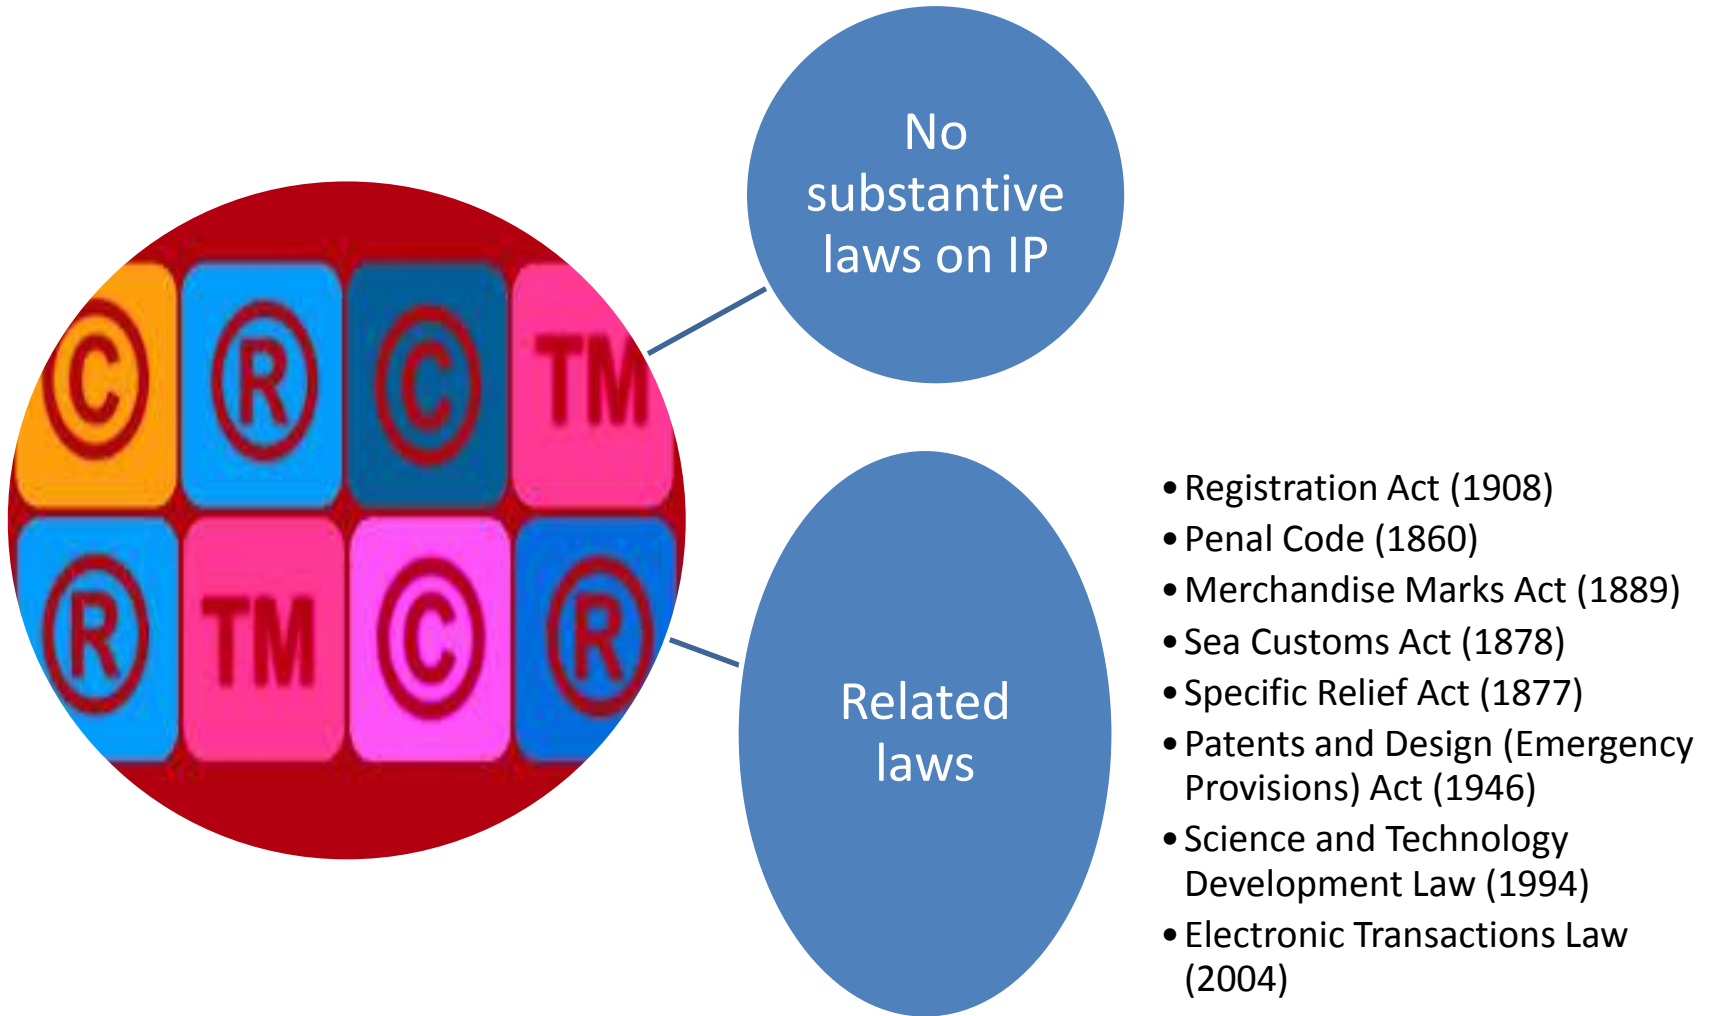 No
substantive
laws on IP
© ® © TM
® TM © ®
Related
laws
• Registration Act (1908)
• Penal Code (1860)
• Merchandise Marks Act (1889)
• Sea Customs Act (1878)
• Specific Relief Act (1877)
• Patents and Design (Emergency
Provisions) Act (1946)
• Science and Technology
Development Law (1994)
• Electronic Transactions Law
(2004)